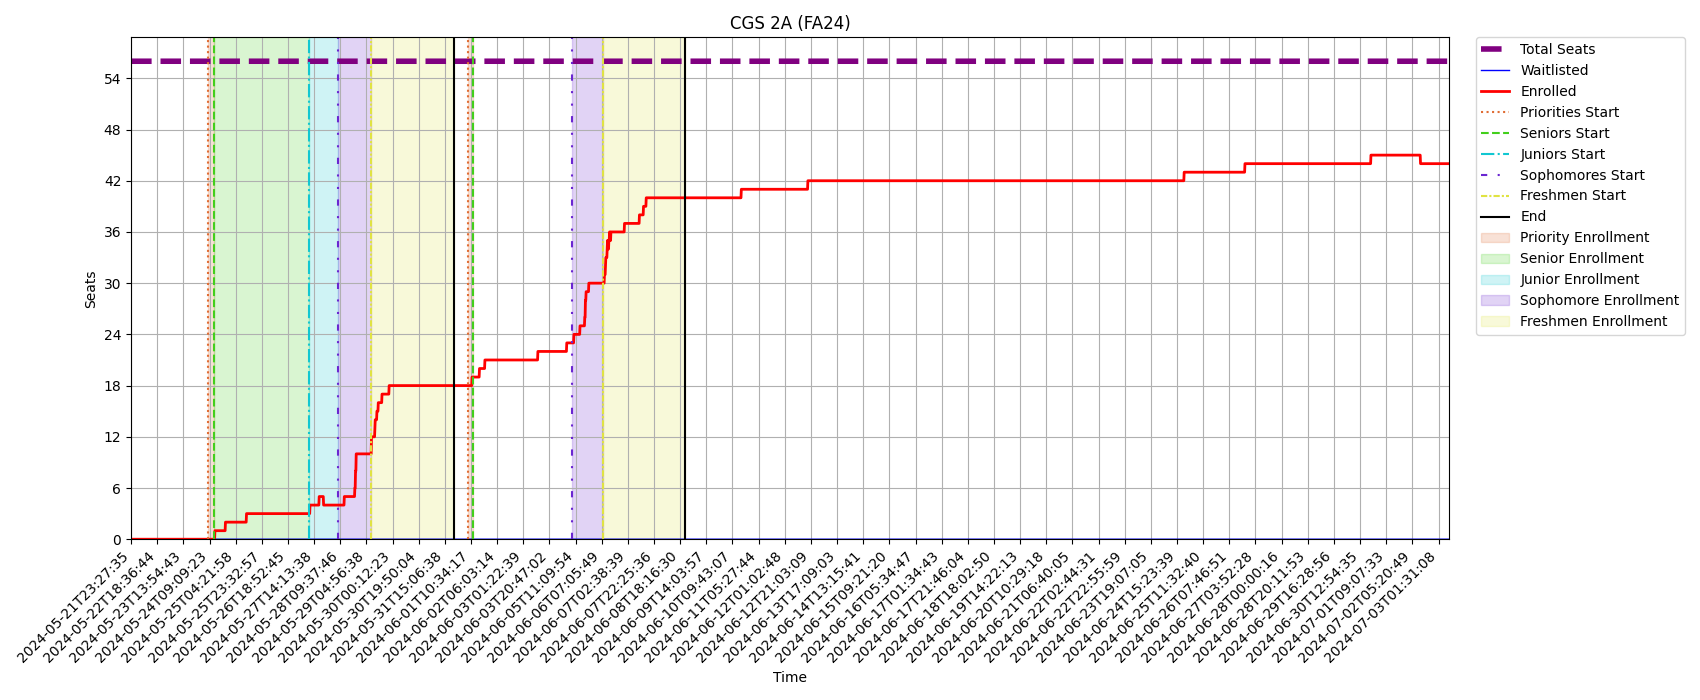 CGS 2A (FA24)
Seats
54
48
42
36
30
24
18
12
6
0
2024-05-21T23:27:35
2024-05-22T18:36:44
2024-05-23T13:54:43
2024-05-24T09:09:23
2024-05-25T04:21:58
2024-05-25T23:32:57
2024-05-26T18:52:45
2024-05-27T14:13:38
2024-05-28T09:37:46
2024-05-29T04:56:38
2024-05-30T00:12:23
2024-05-30T19:50:04
2024-05-31T15:06:38
2024-06-01T10:34:17
2024-06-02T06:03:14
2024-06-03T01:22:39
2024-06-03T20:47:02
2024-06-05T11:09:54
2024-06-06T07:05:49
2024-06-07T02:38:39
2024-06-07T22:25:36
2024-06-08T18:16:30
2024-06-09T14:03:57
2024-06-10T09:43:07
2024-06-11T05:27:44
2024-06-12T01:02:48
2024-06-12T21:13:09
2024-06-13T17:09:03
2024-06-14T13:15:41
2024-06-15T09:21:20
2024-06-16T05:34:47
2024-06-17T01:34:43
2024-06-17T21:46:04
2024-06-18T18:02:50
2024-06-19T14:22:13
2024-06-20T10:29:18
2024-06-21T06:40:05
2024-06-22T02:44:31
2024-06-22T22:55:59
2024-06-23T19:07:05
2024-06-24T15:23:39
2024-06-25T11:32:40
2024-06-26T07:46:51
2024-06-27T03:52:28
2024-06-28T00:00:16
2024-06-28T20:11:53
2024-06-29T16:28:56
2024-06-30T12:54:35
2024-07-01T09:07:33
2024-07-02T05:20:49
2024-07-03T01:31:08
Time
Total Seats
Waitlisted
Enrolled
Priorities Start
Seniors Start
Juniors Start
Sophomores Start
Freshmen Start
End
Priority Enrollment
Senior Enrollment
Junior Enrollment
Sophomore Enrollment
Freshmen Enrollment